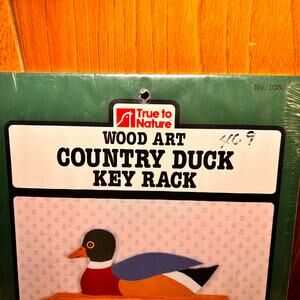 No. 1030
True to
Nature
WOOD ART
COUNTRY DUCK
KEY RACK